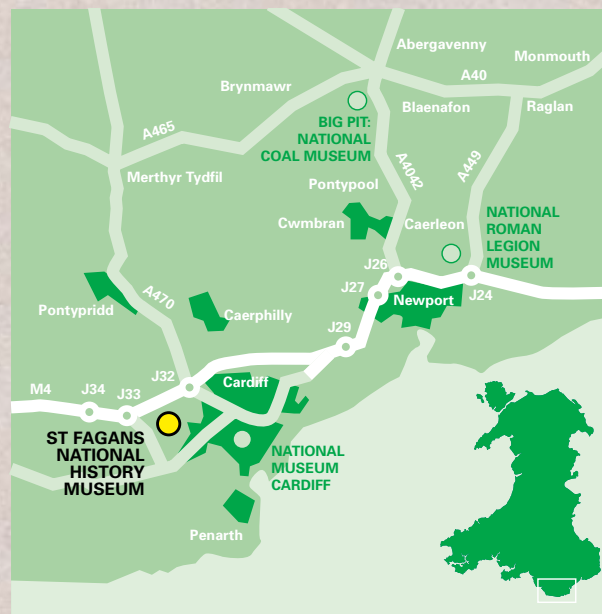 Abergavenny
Monmouth
A40
Brynmawr
Blaenafon
Raglan
BIG PIT:
NATIONAL
COAL MUSEUM
A465
A4042
A449
Merthyr Tydfil
Pontypool
Cwmbran
Caerleon
NATIONAL
ROMAN
LEGION
MUSEUM
J26
J27
Newport
J24
A470
Pontypridd
Caerphilly
J29
M4
J34
J33
J32
Cardiff
ST FAGANS
NATIONAL
HISTORY
MUSEUM
NATIONAL
MUSEUM
CARDIFF
Penarth